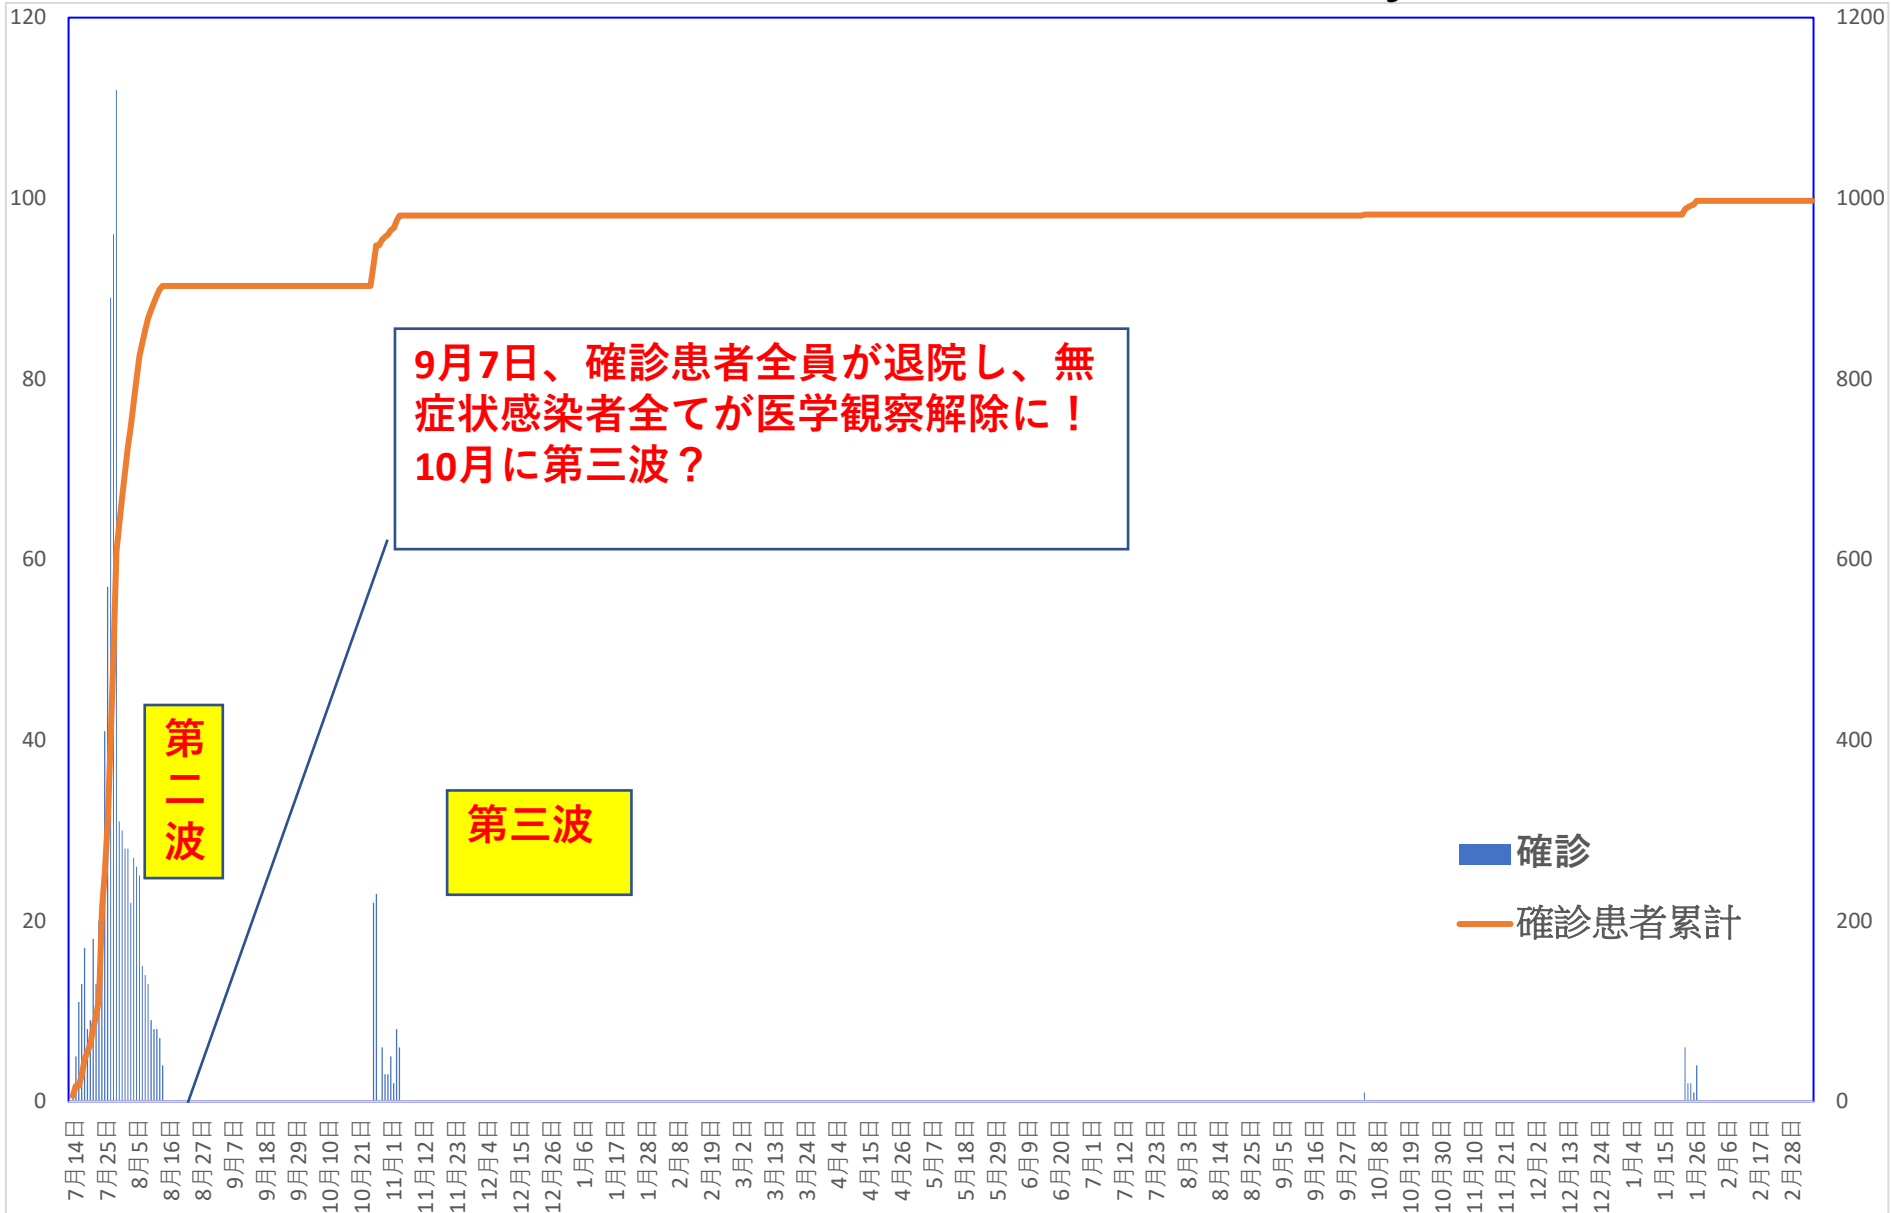 120
100
80
60
40
20
0
1200
1000
800
600
400
200
0
9月7日、確診患者全員が退院し、無
症状感染者全てが医学観察解除に！
10月に第三波？
第
二
波
第三波
確診
確診患者累計
7月14日
7月25日
8月5日
8月16日
8月27日
9月7日
9月18日
9月29日
10月10日
10月21日
11月1日
11月12日
11月23日
12月4日
12月15日
12月26日
1月6日
1月17日
1月28日
2月8日
2月19日
3月2日
3月13日
3月24日
4月4日
4月15日
4月26日
5月7日
5月18日
5月29日
6月9日
6月20日
7月1日
7月12日
7月23日
8月3日
8月14日
8月25日
9月5日
9月16日
9月27日
10月8日
10月19日
10月30日
11月10日
11月21日
12月2日
12月13日
12月24日
1月4日
1月15日
1月26日
2月6日
2月17日
2月28日